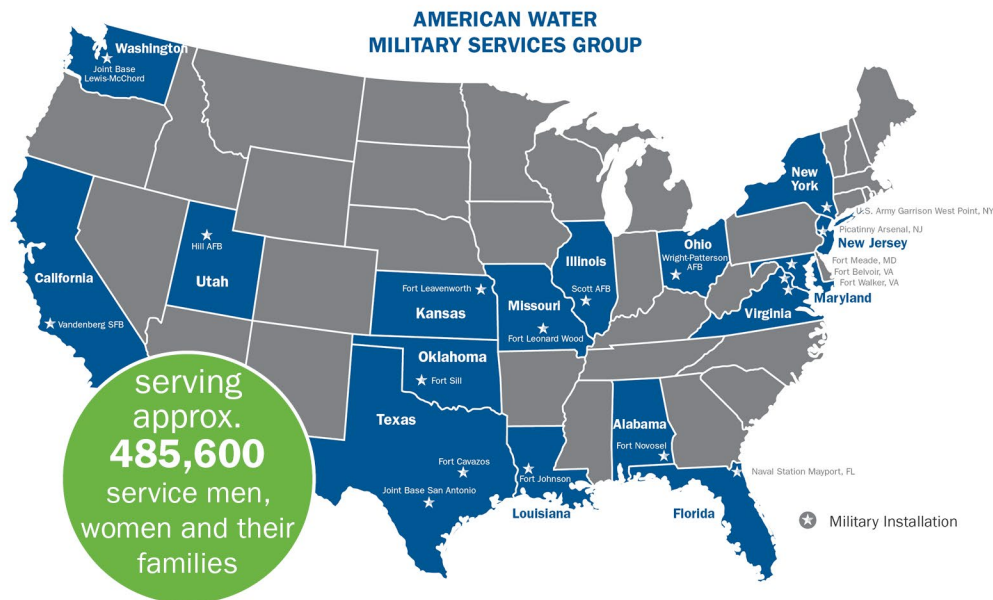 AMERICAN WATER
MILITARY SERVICES GROUP
Washington
Joint Base
Lewis-McChord
New
York
U.S. Army Garrison West Point, NY
Picatinny Arsenal, NJ
New Jersey
Hill AFB
Utah
Illnois
Scott AFB
Ohio
Wright-Patterson
AFB
Fort Meade, MD
Fort Belvoir, VA
Fort Walker, VA
Maryland
Virginia
California
Vandenberg SFB
Fort Leavenworth
Kansas
Missouri
Fort Leonard Wood
Oklahoma
Fort Sill
Texas
Fort Cavazos
Joint Base San Antonio
Alabama
Fort Novosel
Fort Johnson
Louisiana
Naval Station Mayport, FL
Florida
serving
approx.
485,600
service men,
women and their
families
Military Installation